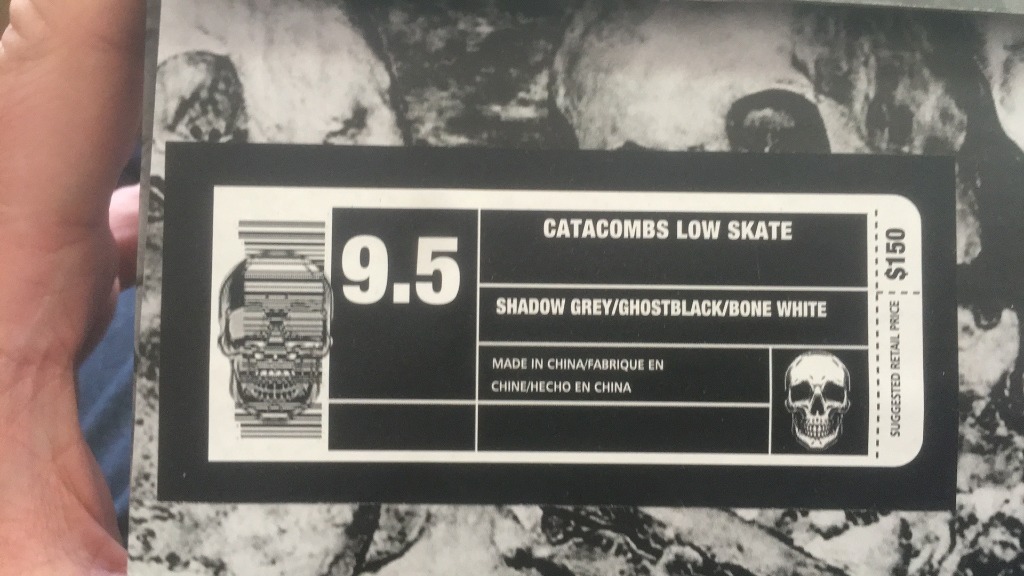 9.5
CATACOMBS LOW SKATE
SHADOW GREY/GHOSTBLACK/BONE WHITE
MADE IN CHINA/FABRIQUE EN
CHINE/HECHO EN CHINA
SUGGESTED RETAIL PRICE $150